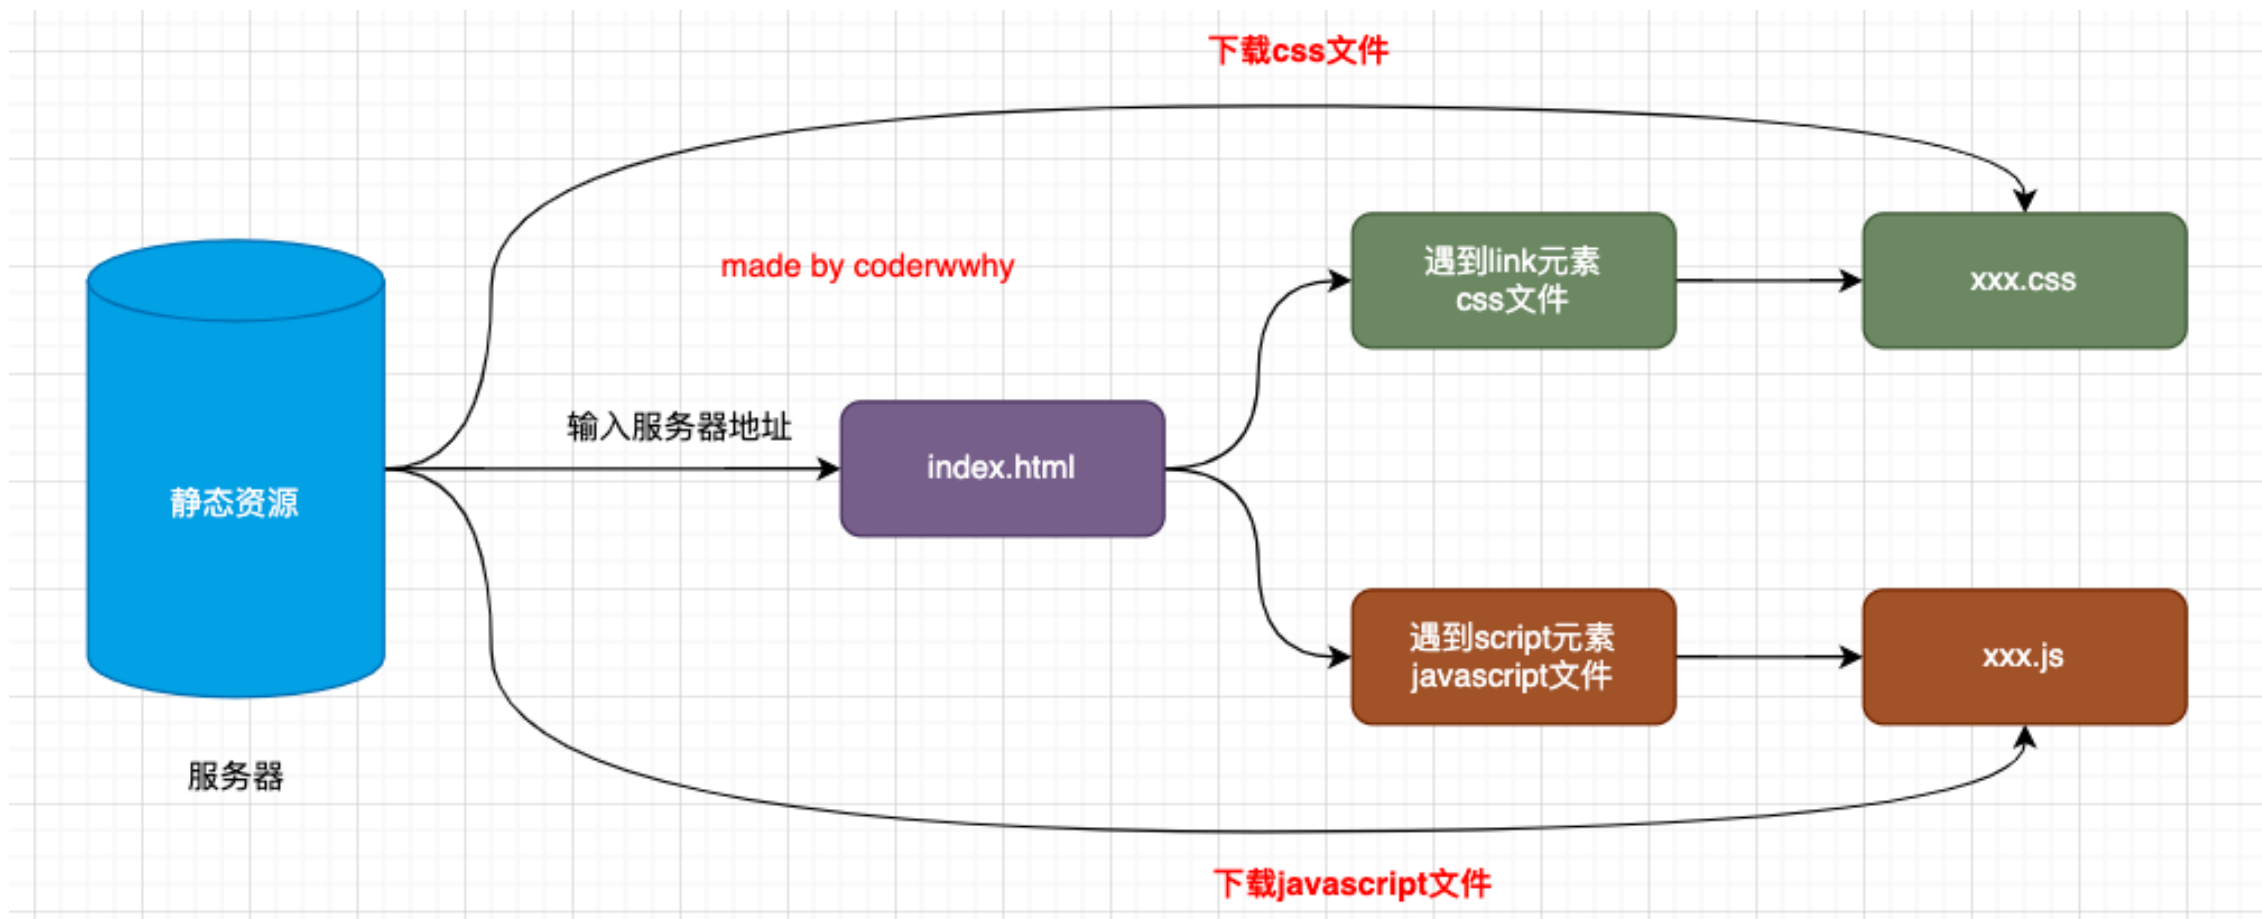 下载css文件
made by coderwwhy
遇到link元素
css文件
xxx.css
输入服务器地址
index.html
静态资源
遇到script元素
javascript文件
xxx.js
服务器
下载javascript文件